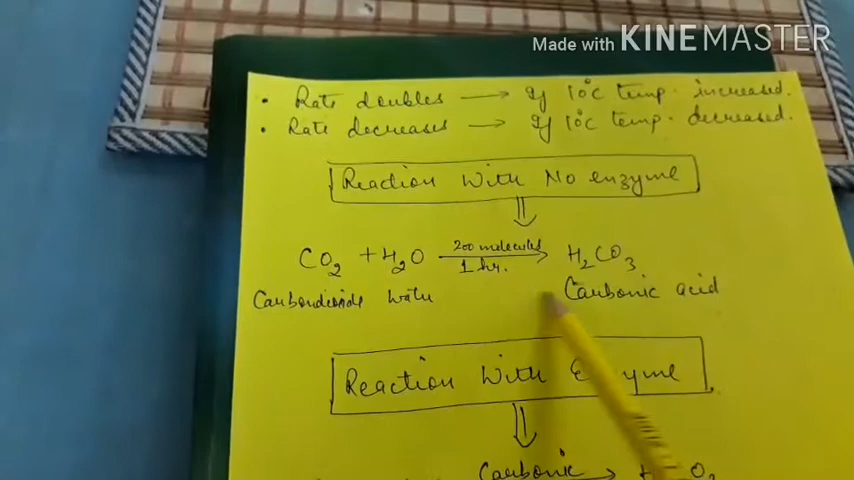 Made with KINEMASTER
• Rate doubles → If 10°C temp. increased.
• Rate decreases → If 10°C temp. decreased.
Reaction With No enzyme
CO2 + H2O 200 molecules 1 hr. → H2CO3
Carbondioxide water Carbonic acid
Reaction With Enzyme
Carbonic →